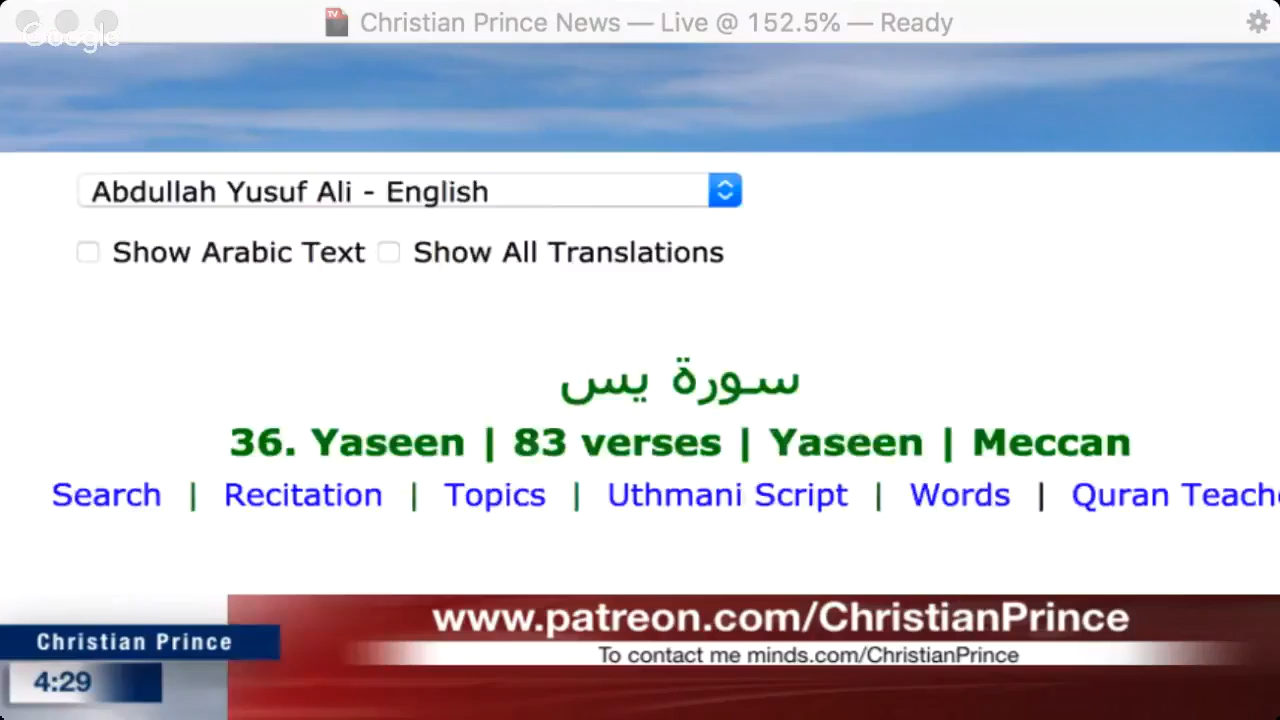 Christian Prince News — Live @ 152.5% — Ready
Google
Abdullah Yusuf Ali - English
Show Arabic Text Show All Translations
سورة يس
36. Yaseen | 83 verses | Yaseen | Meccan
Search | Recitation | Topics | Uthmani Script | Words | Quran Teache
www.patreon.com/ChristianPrince
To contact me minds.com/ChristianPrince
Christian Prince
4:29